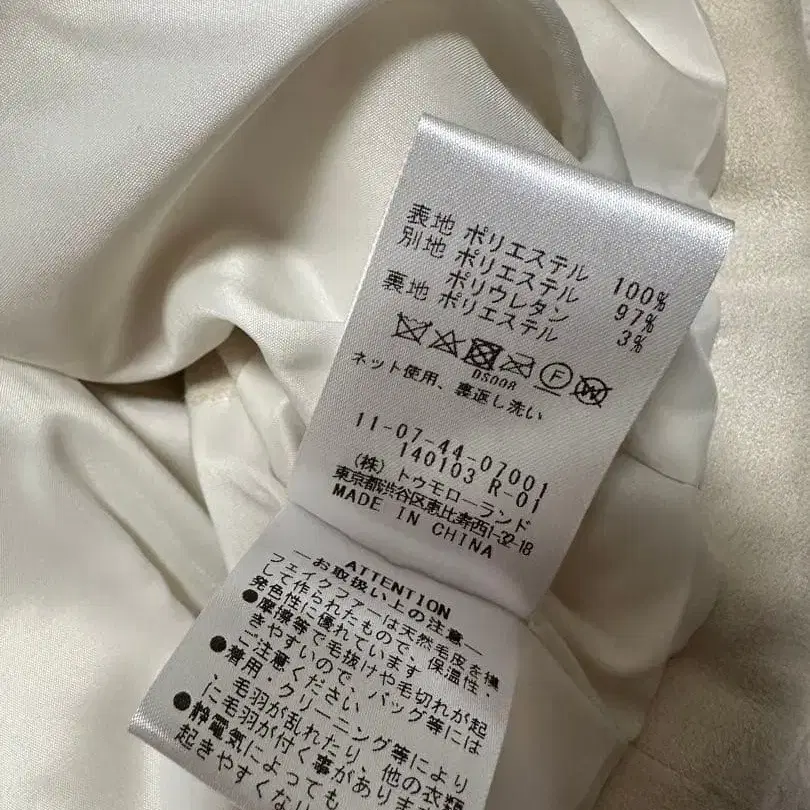 表地 ポリエステル 100%
別地 ポリエステル 97%
ポリウレタン 3%
裏地 ポリエステル
DS008
F
W
ネット使用、裏返し洗い
11-07-44-07001
140103 R-01
(株) トゥモローランド
東京都渋谷区恵比寿西1-32-18
MADE IN CHINA
ATTENTION
—お取扱い上の注意—
フェイクファーは天然毛皮を模
して作られたもので、保温性・
発色性に優れています
●摩擦等で毛抜けや毛切れが起
きやすいので、バッグ等には
ご注意ください
●着用・クリーニング等により
毛羽が乱れたり、他の衣類
に毛羽が付く事があります
●静電気によっても
起きやすくな